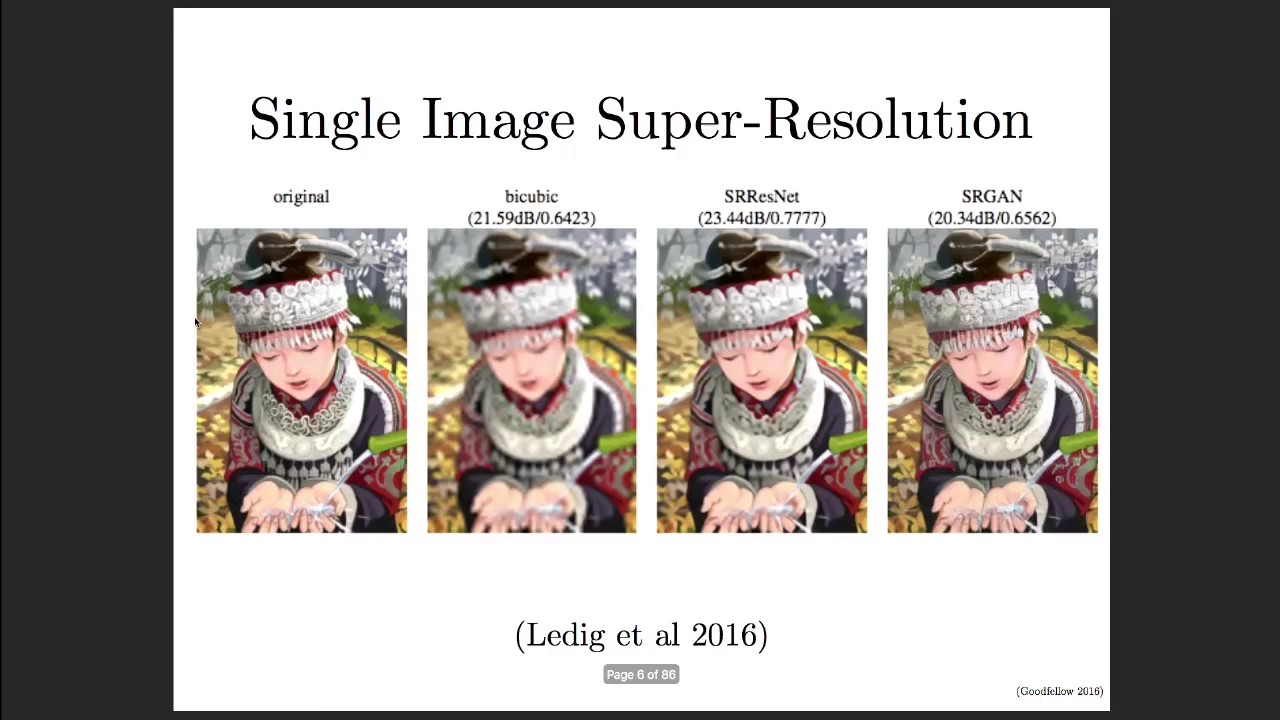 Single Image Super-Resolution
original
bicubic
(21.59dB/0.6423)
SRResNet
(23.44dB/0.7777)
SRGAN
(20.34dB/0.6562)
(Ledig et al 2016)
Page 6 of 86
(Goodfellow 2016)